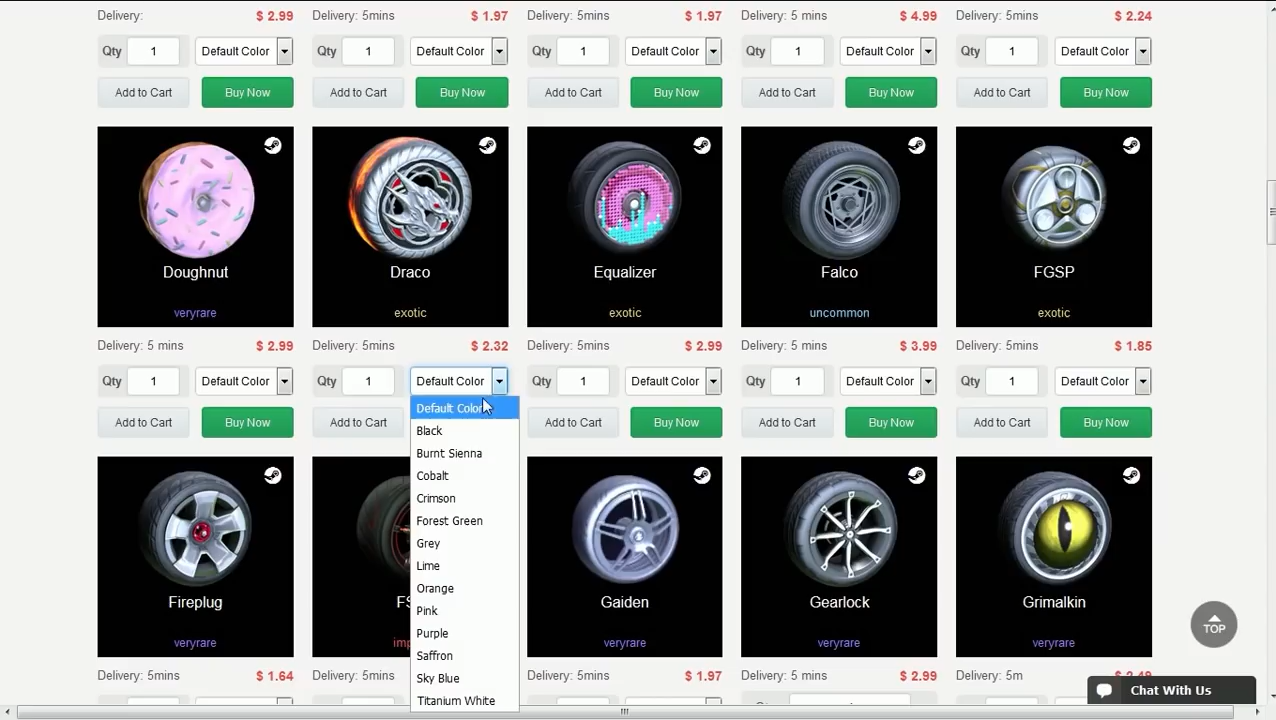 Delivery: $ 2.99 Delivery: 5mins $ 1.97 Delivery: 5mins $ 1.97 Delivery: 5 mins $ 4.99 Delivery: 5mins $ 2.24
Qty 1 Default Color Qty 1 Default Color Qty 1 Default Color Qty 1 Default Color Qty 1 Default Color
Add to Cart Buy Now Add to Cart Buy Now Add to Cart Buy Now Add to Cart Buy Now Add to Cart Buy Now
Doughnut Draco Equalizer Falco FGSP
veryrare exotic exotic uncommon exotic
Delivery: 5 mins $ 2.99 Delivery: 5mins $ 2.32 Delivery: 5mins $ 2.99 Delivery: 5 mins $ 3.99 Delivery: 5mins $ 1.85
Qty 1 Default Color Qty 1 Default Color Qty 1 Default Color Qty 1 Default Color Qty 1 Default Color
Add to Cart Buy Now Add to Cart Add to Cart Buy Now Add to Cart Buy Now Add to Cart Buy Now
Default Color
Black
Burnt Sienna
Cobalt
Crimson
Forest Green
Grey
Lime
Orange
Pink
Purple
Saffron
Sky Blue
Titanium White
Fireplug Gaiden Gearlock Grimalkin
veryrare veryrare veryrare veryrare
Delivery: 5mins $ 1.64 Delivery: 5mins Delivery: 5mins $ 1.97 Delivery: 5mins $ 2.99 Delivery: 5m
TOP
Chat With Us